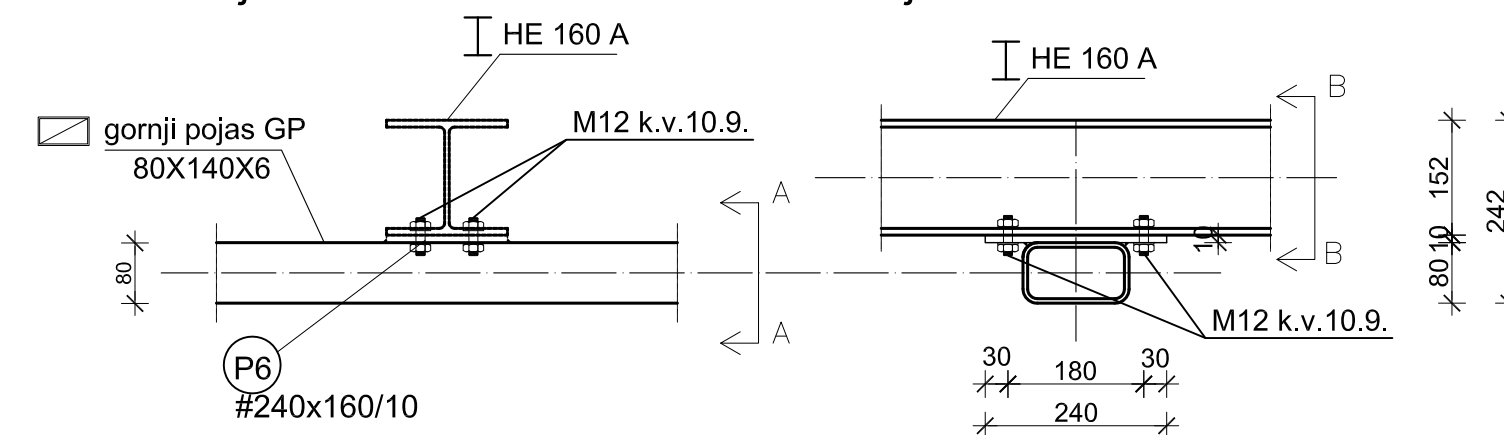 HE 160 A
gornji pojas GP
80X140X6
M12 k.v.10.9.
A
A
80
P6
#240x160/10
HE 160 A
B
B
M12 k.v.10.9.
10
30
180
30
240
152
10
80
242